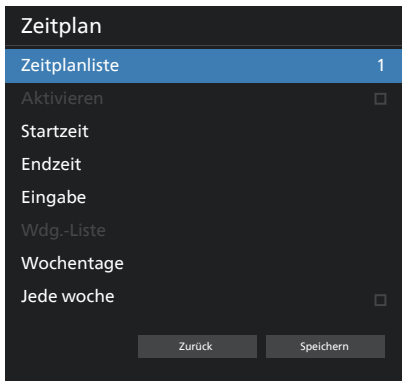 Zeitplan
Zeitplanliste 1
Aktivieren
Startzeit
Endzeit
Eingabe
Wdg.-Liste
Wochentage
Jede woche
Zurück Speichern